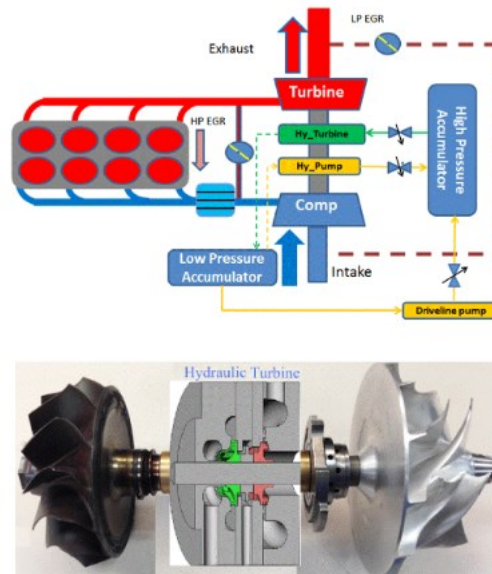 LP EGR
Exhaust
Turbine
HP EGR
Hy_Turbine
Hy_Pump
High Pressure
Accumulator
Comp
Low Pressure
Accumulator
Intake
Driveline pump
Hydraulic Turbine